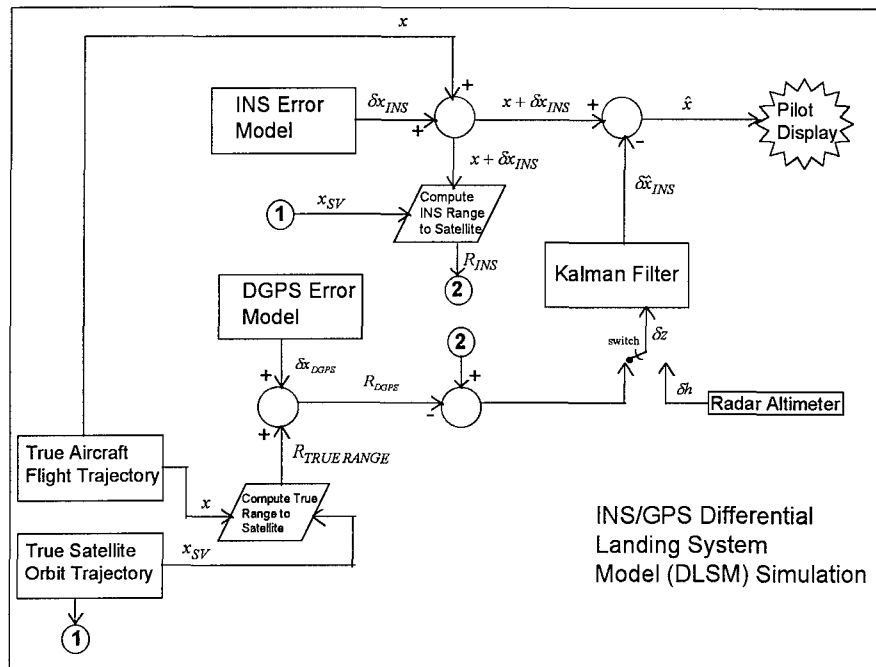 x
INS Error
Model
δx_INS
+
+
x + δx_INS
+
x̂
Pilot
Display
-
x + δx_INS
1
x_SV
Compute
INS Range
to Satellite
δx̂_INS
R_INS
2
Kalman Filter
DGPS Error
Model
2
switch
δz
δx_DGPS
+
+
R_DGPS
-
+
δh
Radar Altimeter
R_TRUE RANGE
True Aircraft
Flight Trajectory
x
Compute True
Range to
Satellite
True Satellite
Orbit Trajectory
x_SV
1
INS/GPS Differential
Landing System
Model (DLSM) Simulation